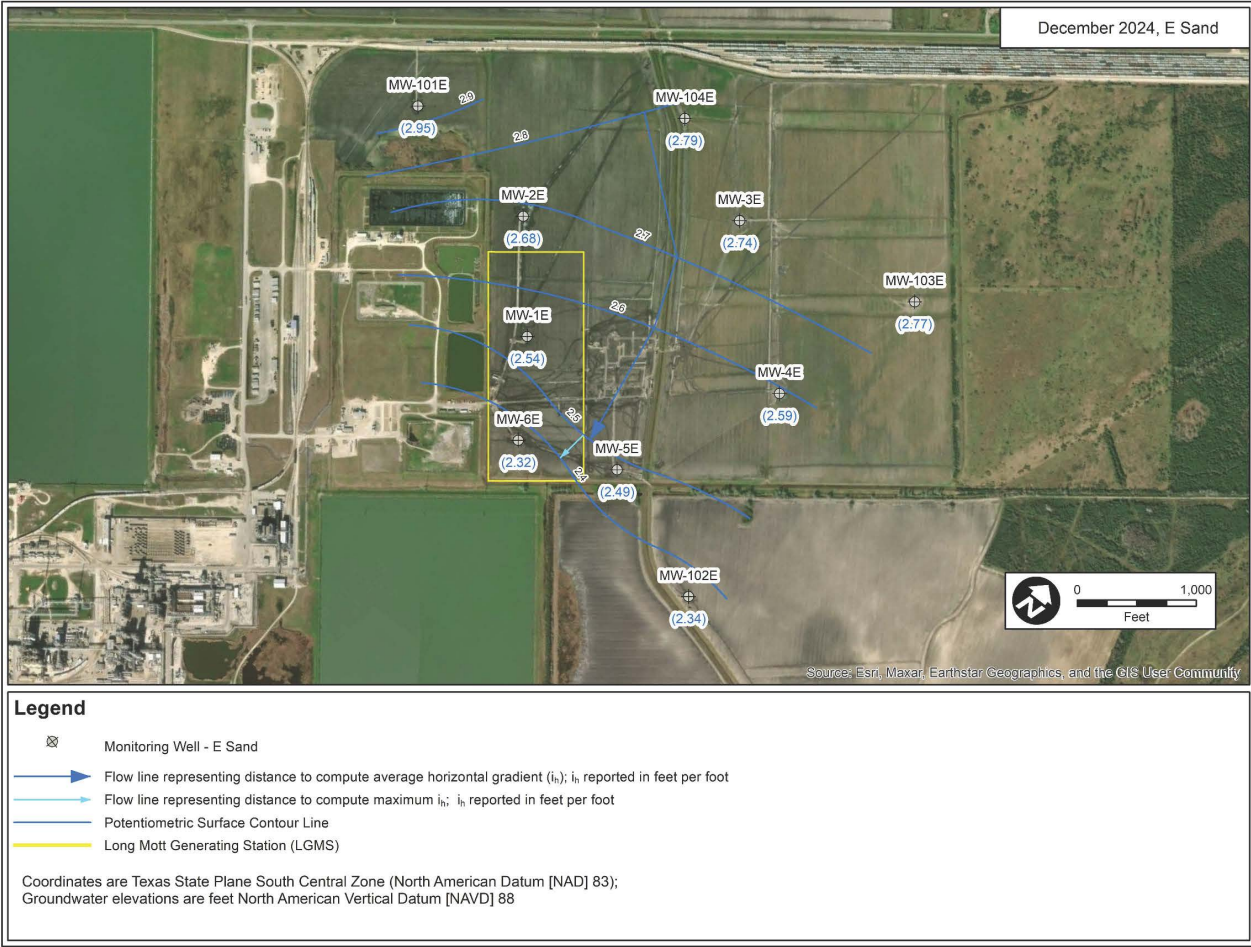 December 2024, E Sand
MW-101E
(2.95)
2.9
MW-104E
(2.79)
2.8
MW-2E
(2.68)
MW-3E
(2.74)
2.7
MW-103E
(2.77)
2.6
MW-1E
(2.54)
MW-4E
(2.59)
2.5
MW-6E
(2.32)
MW-5E
(2.49)
2.4
MW-102E
(2.34)
N
0 1,000
Feet
Source: Esri, Maxar, Earthstar Geographics, and the GIS User Community
Legend
Monitoring Well - E Sand
Flow line representing distance to compute average horizontal gradient (iₕ); iₕ reported in feet per foot
Flow line representing distance to compute maximum iₕ; iₕ reported in feet per foot
Potentiometric Surface Contour Line
Long Mott Generating Station (LGMS)
Coordinates are Texas State Plane South Central Zone (North American Datum [NAD] 83);
Groundwater elevations are feet North American Vertical Datum [NAVD] 88